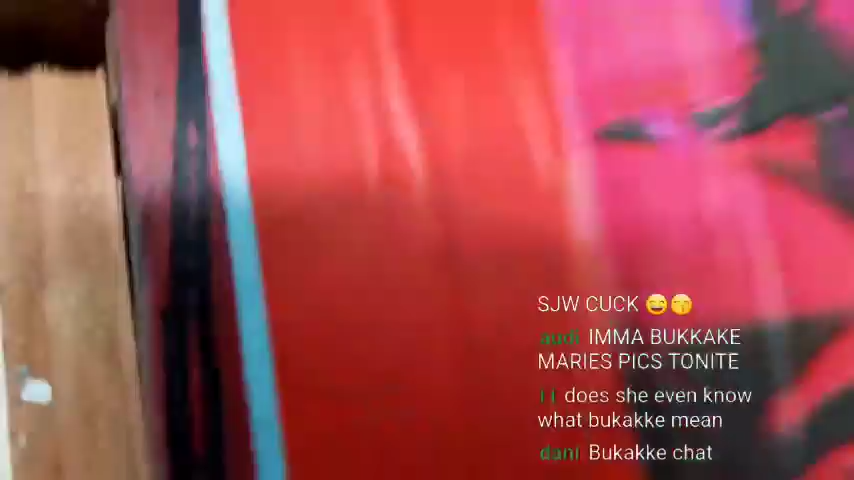 SJW CUCK 😅😙
audi IMMA BUKKAKE
MARIES PICS TONITE
does she even know
what bukakke mean
dani Bukakke chat